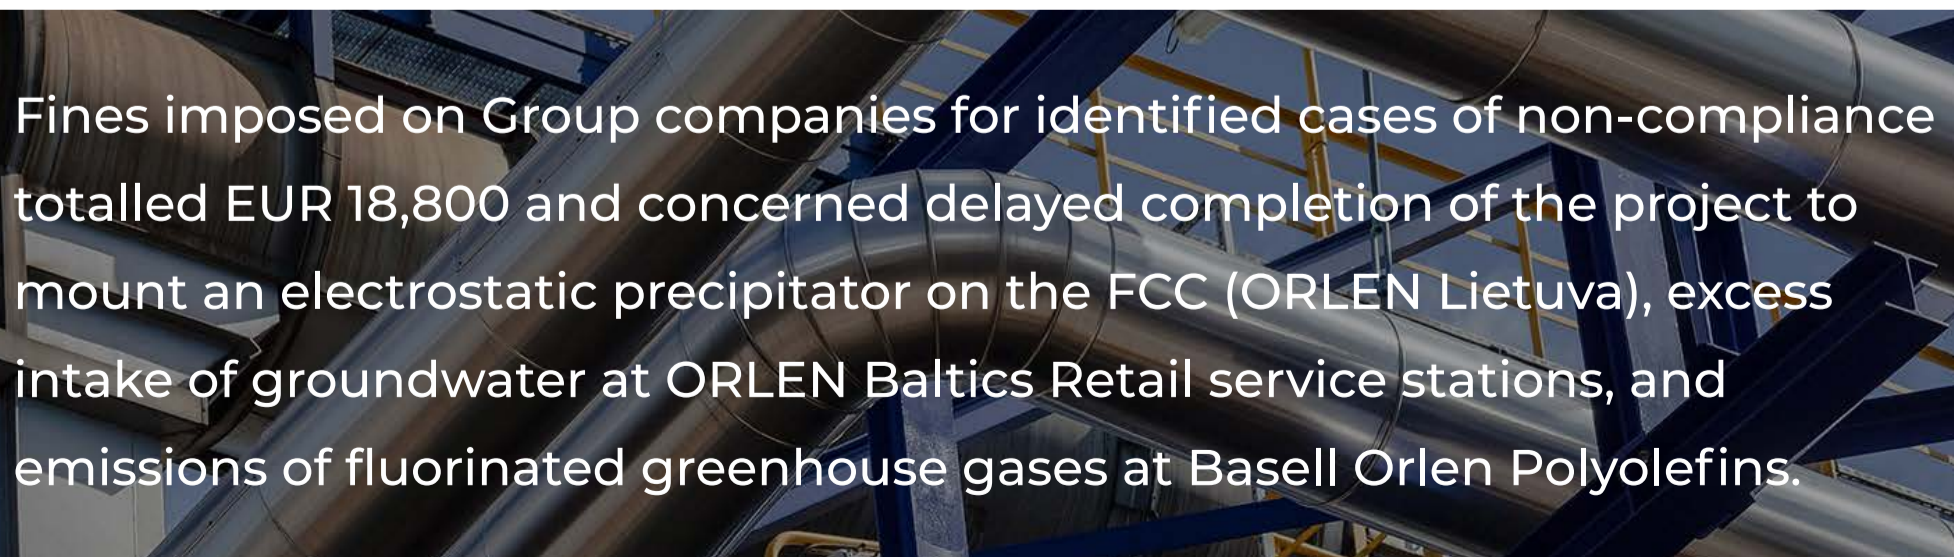 Fines imposed on Group companies for identified cases of non-compliance
totalled EUR 18,800 and concerned delayed completion of the project to
mount an electrostatic precipitator on the FCC (ORLEN Lietuva), excess
intake of groundwater at ORLEN Baltics Retail service stations, and
emissions of fluorinated greenhouse gases at Basell Orlen Polyolefins.